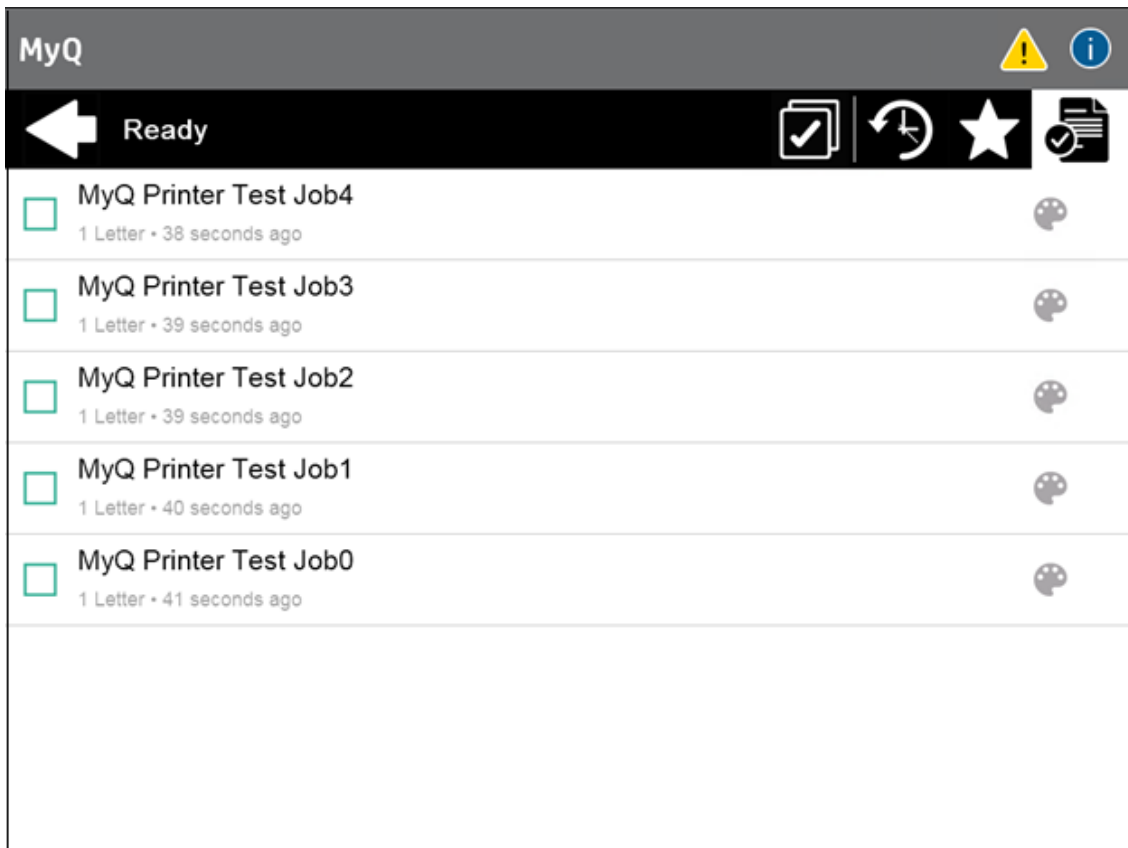 MyQ
Ready
MyQ Printer Test Job4
1 Letter • 38 seconds ago
MyQ Printer Test Job3
1 Letter • 39 seconds ago
MyQ Printer Test Job2
1 Letter • 39 seconds ago
MyQ Printer Test Job1
1 Letter • 40 seconds ago
MyQ Printer Test Job0
1 Letter • 41 seconds ago